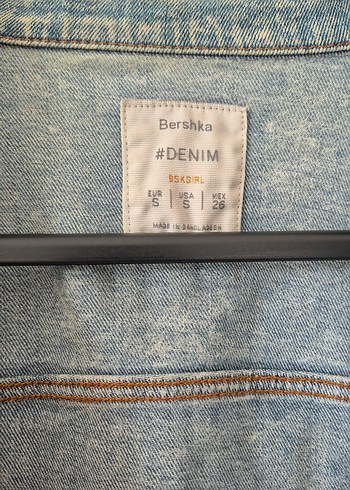 Bershka
#DENIM
BSKGIRL
EUR USA MEX
S S 26
MADE IN BANGLADESH